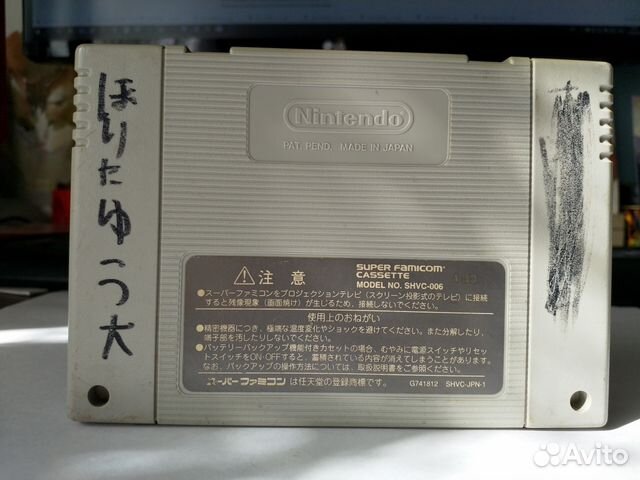 ほりたゆう大
Nintendo
PAT. PEND. MADE IN JAPAN
⚠注意
SUPER FAMICOM
CASSETTE
MODEL NO. SHVC-006
●スーパーファミコンをプロジェクションテレビ（スクリーン投影式のテレビ）に接続
すると残像現象（画面焼け）が生じるため、接続しないでください。
使用上のおねがい
●精密機器につき、極端な温度変化やショックを避けてください。また分解したり、
端子部を汚したりしないでください。
●バッテリーバックアップ機能付きカセットの場合、むやみに電源スイッチやリセ
ットスイッチをON・OFFすると、蓄積されている内容が消えてしまうことがあります。
なお、バックアップの操作方法については、取扱説明書をご参照ください。
スーパーファミコンは任天堂の登録商標です。
G741812 SHVC-JPN-1
Avito